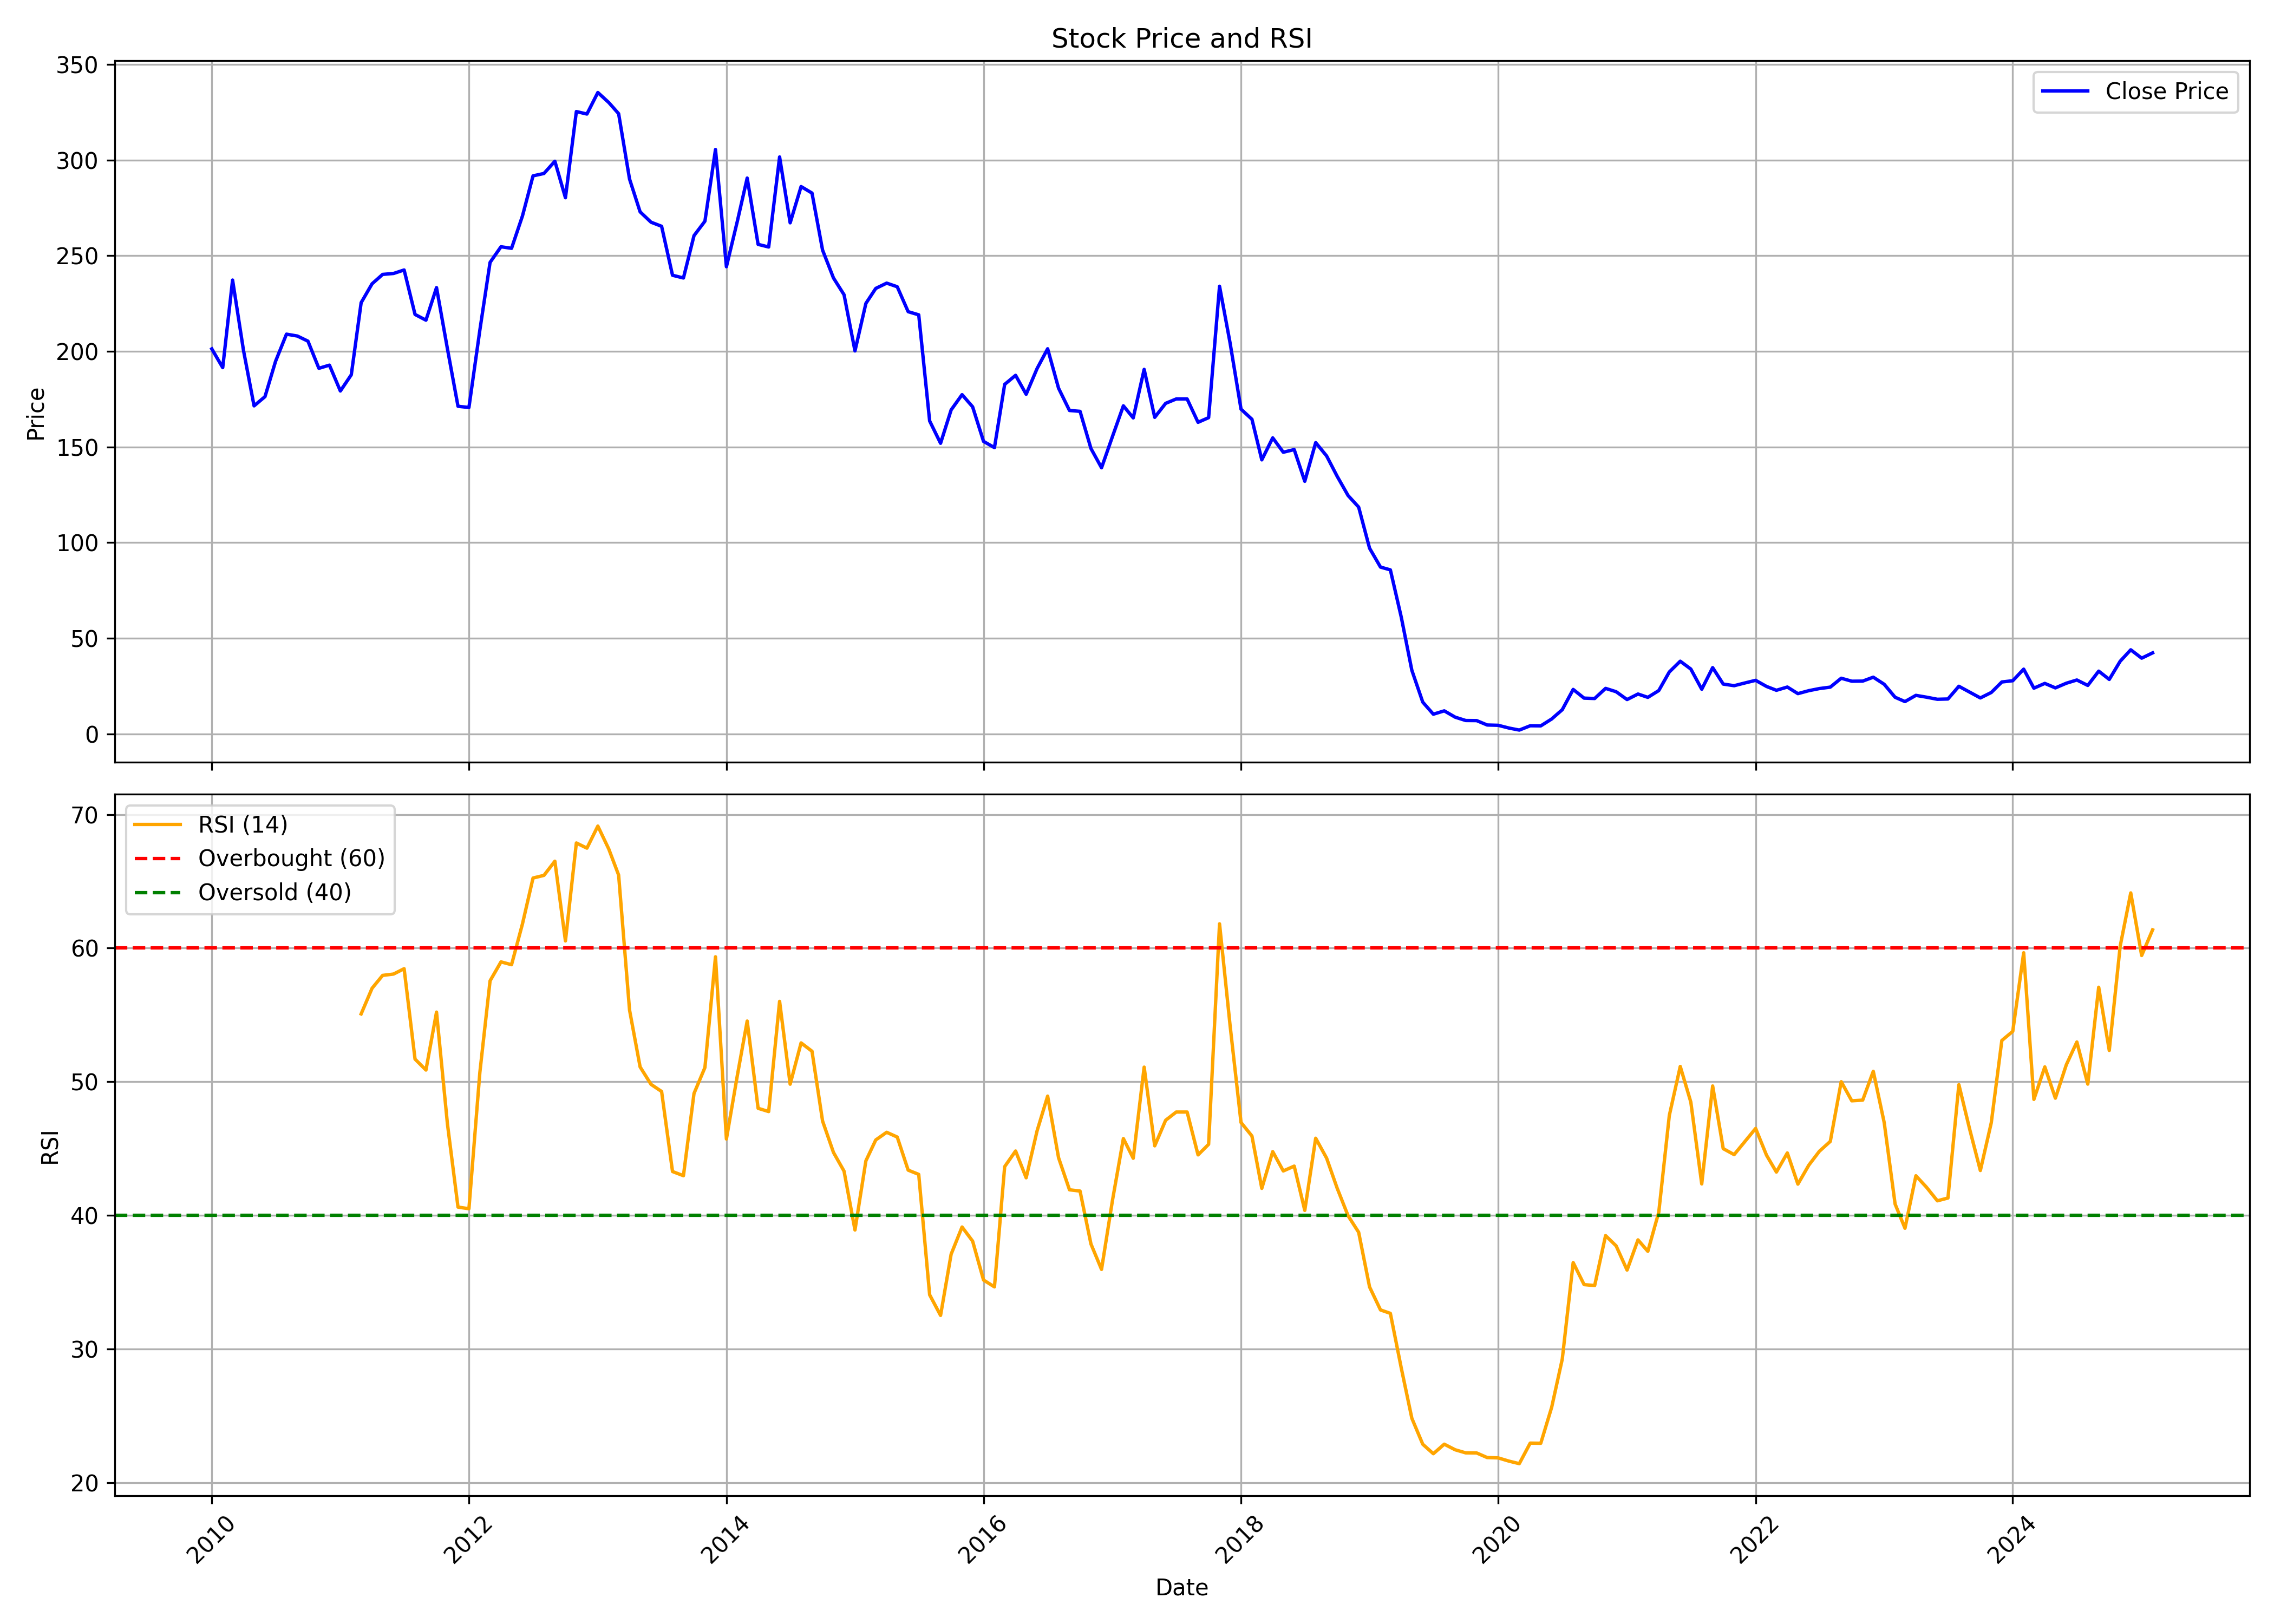 Stock Price and RSI
350
300
250
200
150
100
50
0
Price
Close Price
70
60
50
40
30
20
RSI
RSI (14)
Overbought (60)
Oversold (40)
2010
2012
2014
2016
2018
2020
2022
2024
Date